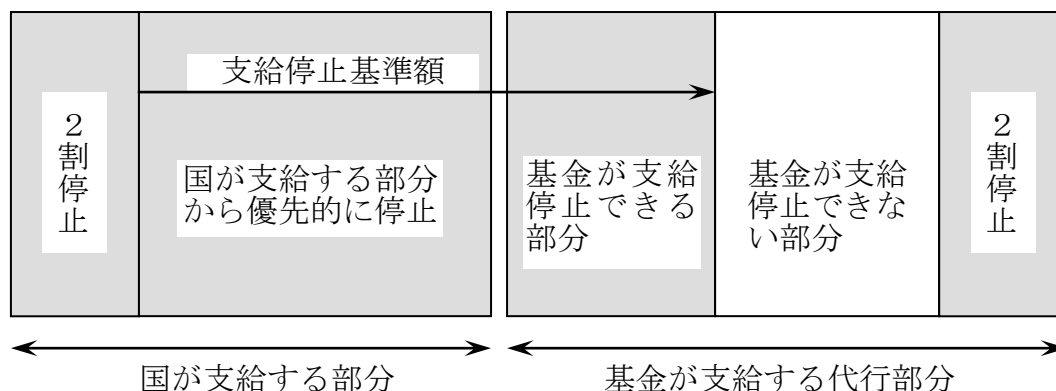 支給停止基準額
２割停止
国が支給する部分
から優先的に停止
基金が支給
停止できる
部分
基金が支給
停止できな
い部分
２割停止
国が支給する部分
基金が支給する代行部分